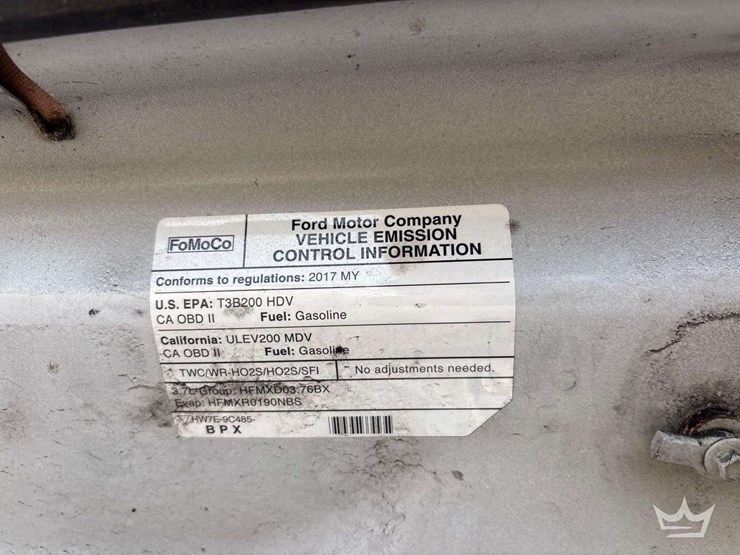 FoMoCo
Ford Motor Company
VEHICLE EMISSION
CONTROL INFORMATION
Conforms to regulations: 2017 MY
U.S. EPA: T3B200 HDV
CA OBD II Fuel: Gasoline
California: ULEV200 MDV
CA OBD II Fuel: Gasoline
TWC/WR-HO2S/HO2S/SFI No adjustments needed.
3.7L-Group: HFMXD03.76BX
Evap: HFMXR0190NBS
HW7E-9C485-
BPX